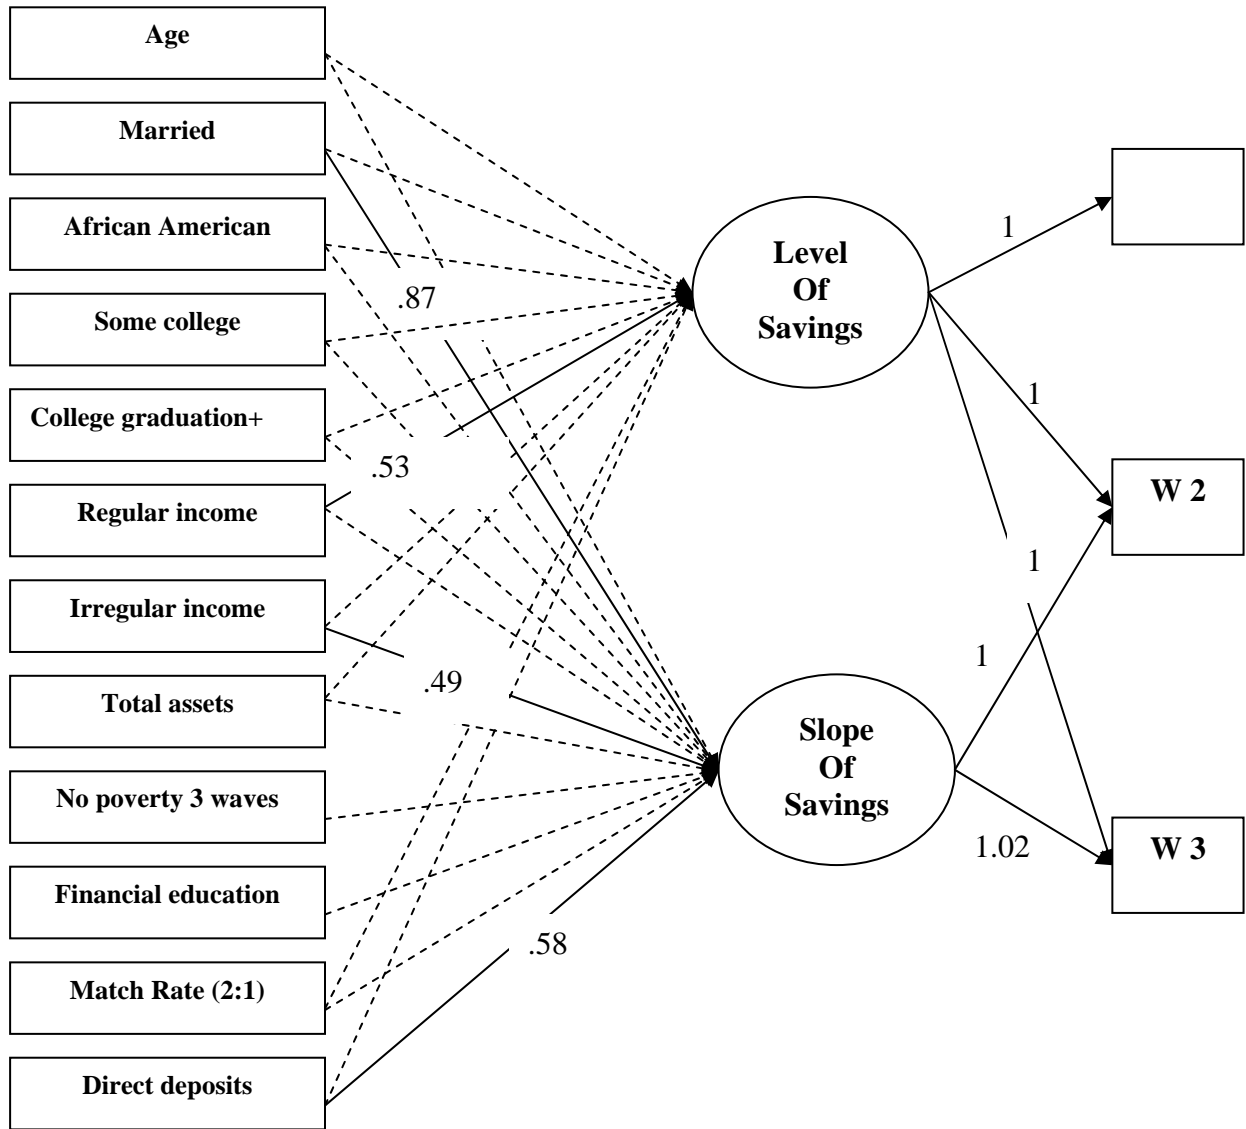 Age
Married
African American
Some college
College graduation+
Regular income
Irregular income
Total assets
No poverty 3 waves
Financial education
Match Rate (2:1)
Direct deposits
.87
.53
.49
.58
Level
Of
Savings
Slope
Of
Savings
1
1
1
1
1.02
W 2
W 3